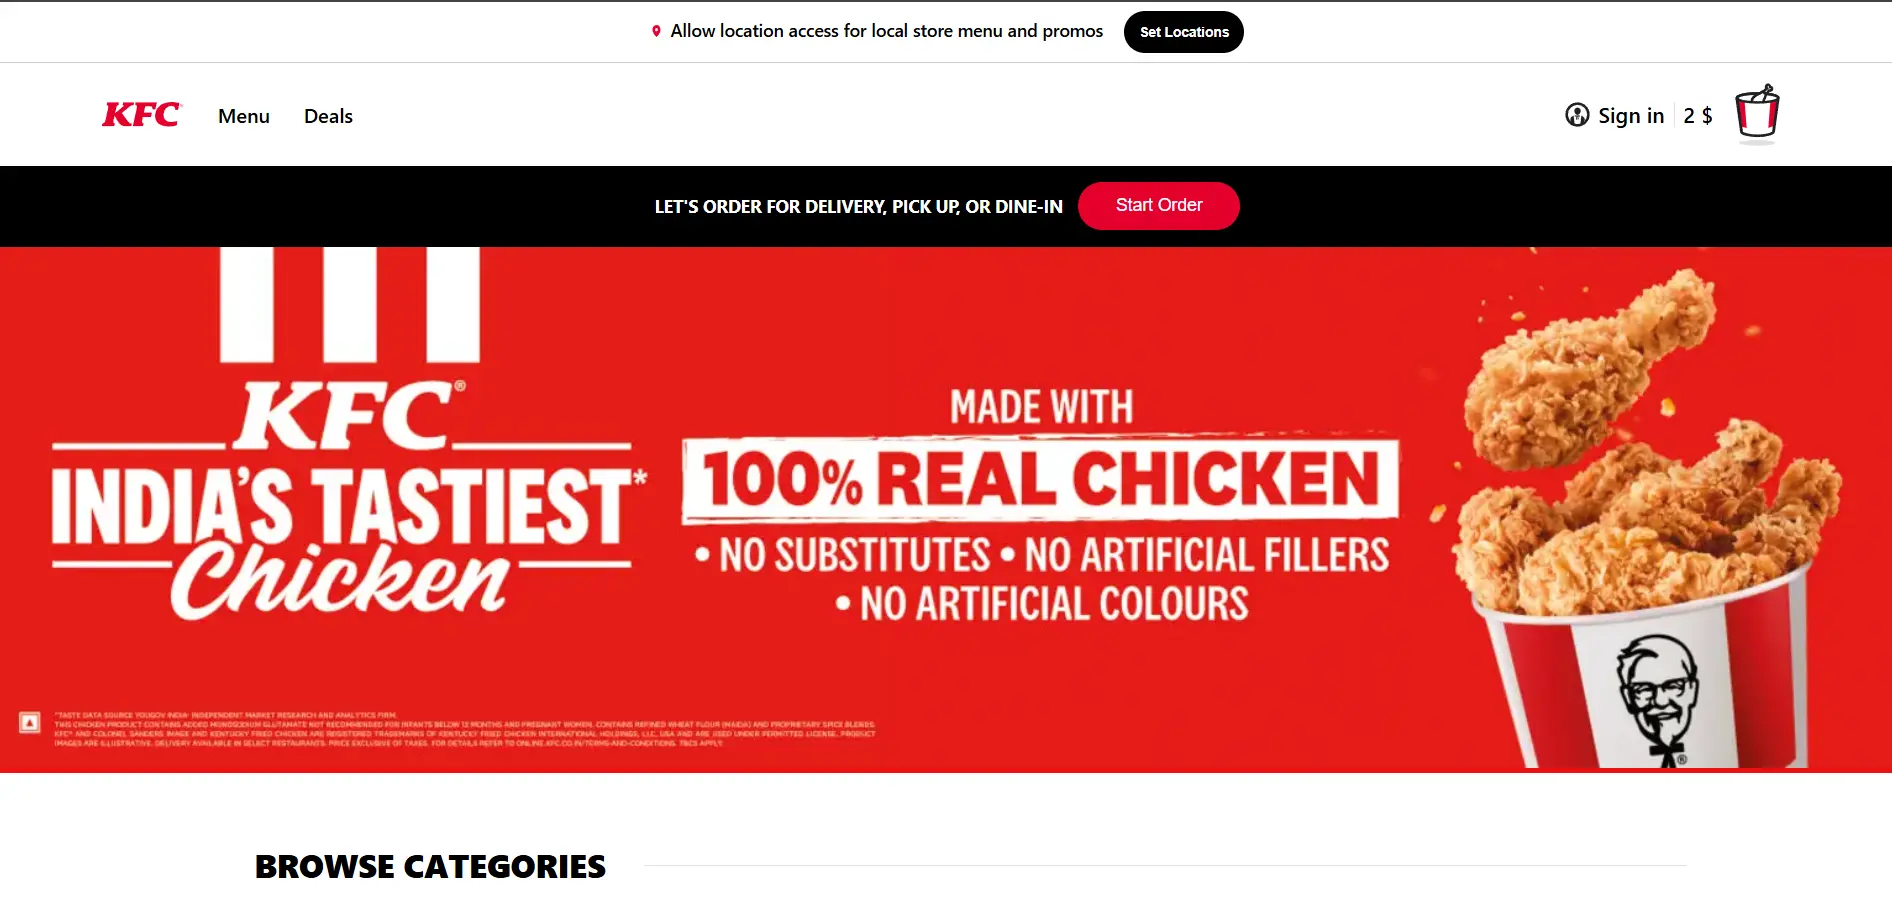 Allow location access for local store menu and promos Set Locations
KFC Menu Deals Sign in 2 $
LET'S ORDER FOR DELIVERY, PICK UP, OR DINE-IN Start Order
KFC®
INDIA'S TASTIEST*
Chicken
MADE WITH
100% REAL CHICKEN
• NO SUBSTITUTES • NO ARTIFICIAL FILLERS
• NO ARTIFICIAL COLOURS
*TASTE DATA SOURCE YOUGOV INDIA- INDEPENDENT MARKET RESEARCH AND ANALYTICS FIRM.
THIS CHICKEN PRODUCT CONTAINS ADDED MONOSODIUM GLUTAMATE NOT RECOMMENDED FOR INFANTS BELOW 12 MONTHS AND PREGNANT WOMEN. CONTAINS REFINED WHEAT FLOUR (MAIDA) AND PROPRIETARY SPICE BLENDS.
KFC® AND COLONEL SANDERS IMAGE AND KENTUCKY FRIED CHICKEN ARE REGISTERED TRADEMARKS OF KENTUCKY FRIED CHICKEN INTERNATIONAL HOLDINGS, LLC. USA AND ARE USED UNDER PERMITTED LICENSE. PRODUCT
IMAGES ARE ILLUSTRATIVE. DELIVERY AVAILABLE IN SELECT RESTAURANTS. PRICE EXCLUSIVE OF TAXES. FOR DETAILS REFER TO ONLINE.KFC.CO.IN/TERMS-AND-CONDITIONS. T&CS APPLY.
®
BROWSE CATEGORIES